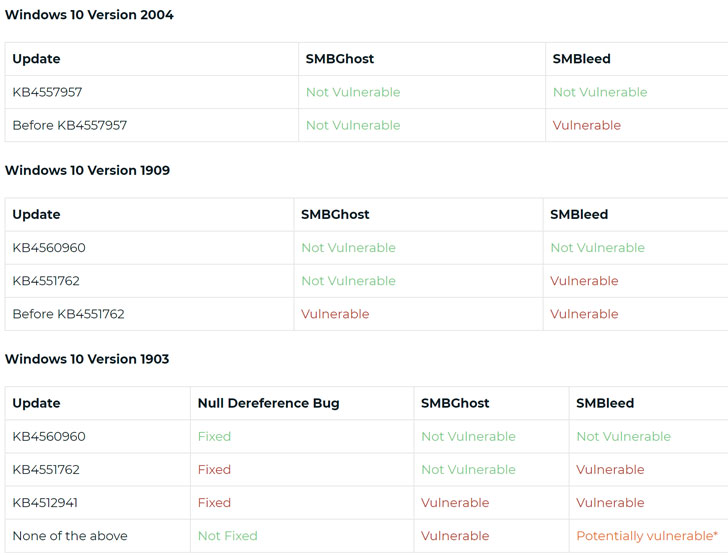 Windows 10 Version 2004
Update SMBGhost SMBleed
KB4557957 Not Vulnerable Not Vulnerable
Before KB4557957 Not Vulnerable Vulnerable
Windows 10 Version 1909
Update SMBGhost SMBleed
KB4560960 Not Vulnerable Not Vulnerable
KB4551762 Not Vulnerable Vulnerable
Before KB4551762 Vulnerable Vulnerable
Windows 10 Version 1903
Update Null Dereference Bug SMBGhost SMBleed
KB4560960 Fixed Not Vulnerable Not Vulnerable
KB4551762 Fixed Not Vulnerable Vulnerable
KB4512941 Fixed Vulnerable Vulnerable
None of the above Not Fixed Vulnerable Potentially vulnerable*